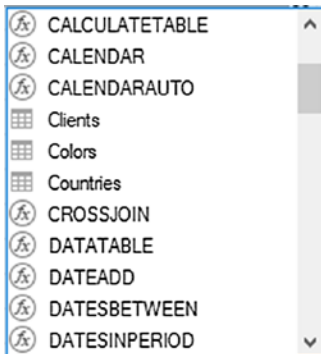 CALCULATETABLE
CALENDAR
CALENDARAUTO
Clients
Colors
Countries
CROSSJOIN
DATATABLE
DATEADD
DATESBETWEEN
DATESINPERIOD